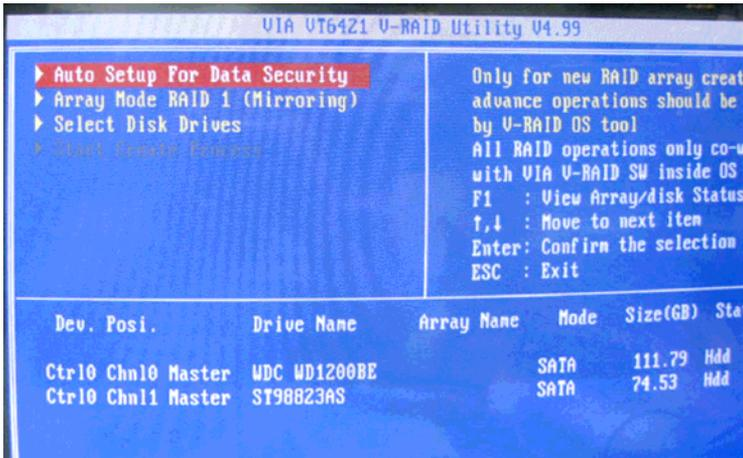 VIA VT6421 V-RAID Utility V4.99
Auto Setup For Data Security
Array Mode RAID 1 (Mirroring)
Select Disk Drives
Start Create Process
Only for new RAID array creat
advance operations should be
by V-RAID OS tool
All RAID operations only co-w
with VIA V-RAID SW inside OS
F1 : View Array/disk Status
↑,↓ : Move to next item
Enter: Confirm the selection
ESC : Exit
Dev. Posi. Drive Name Array Name Mode Size(GB) Sta
Ctrl0 Chnl0 Master WDC WD1200BE SATA 111.79 Hdd
Ctrl0 Chnl1 Master ST98823AS SATA 74.53 Hdd